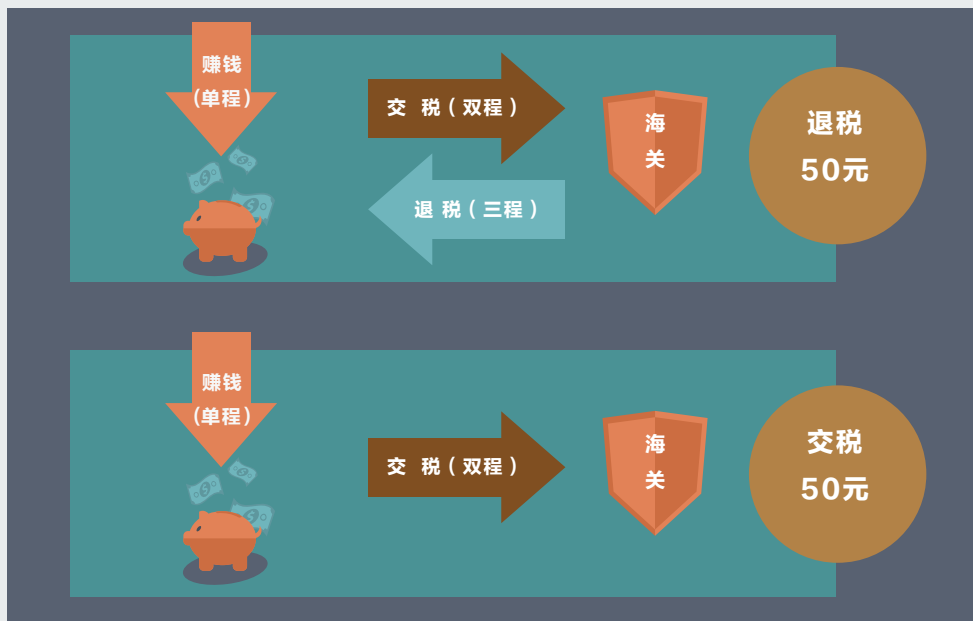 赚钱
(单程)
交 税(双程)
退 税(三程)
海
关
退税
50元
赚钱
(单程)
交 税(双程)
海
关
交税
50元